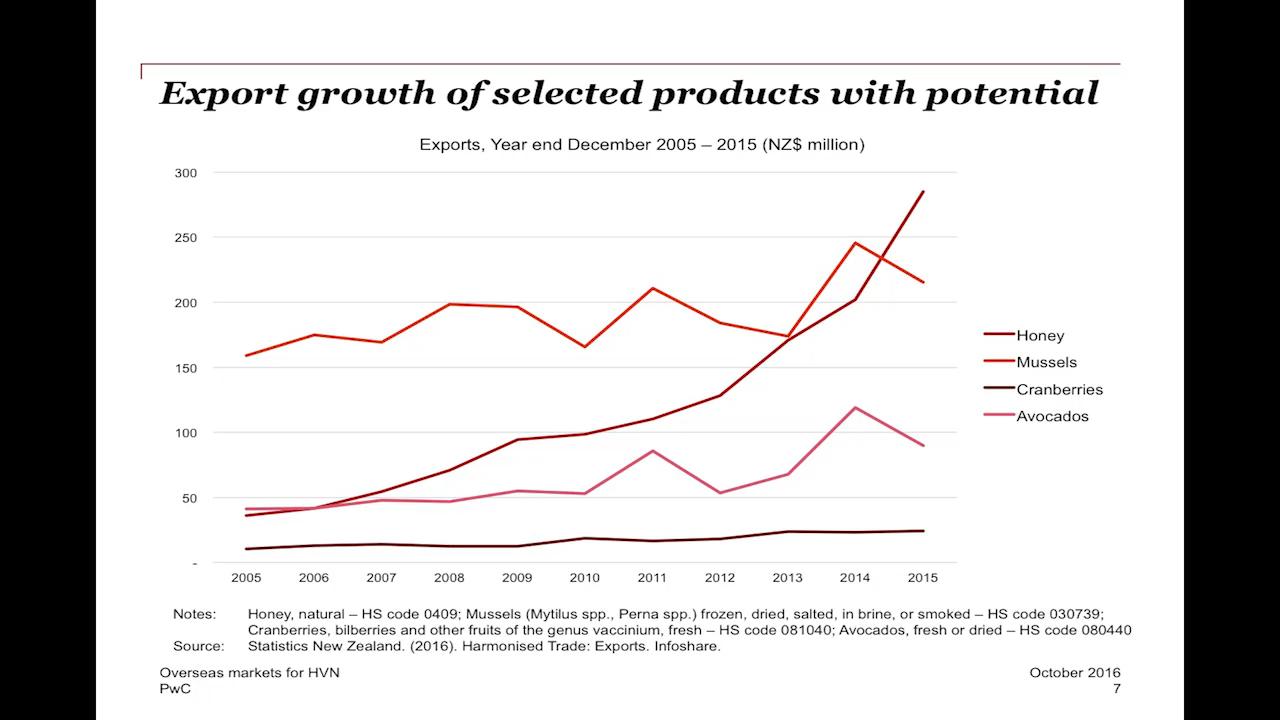 Export growth of selected products with potential
Exports, Year end December 2005 – 2015 (NZ$ million)
300
250
200
150
100
50
-
2005 2006 2007 2008 2009 2010 2011 2012 2013 2014 2015
Honey
Mussels
Cranberries
Avocados
Notes: Honey, natural – HS code 0409; Mussels (Mytilus spp., Perna spp.) frozen, dried, salted, in brine, or smoked – HS code 030739;
Cranberries, bilberries and other fruits of the genus vaccinium, fresh – HS code 081040; Avocados, fresh or dried – HS code 080440
Source: Statistics New Zealand. (2016). Harmonised Trade: Exports. Infoshare.
Overseas markets for HVN October 2016
PwC 7